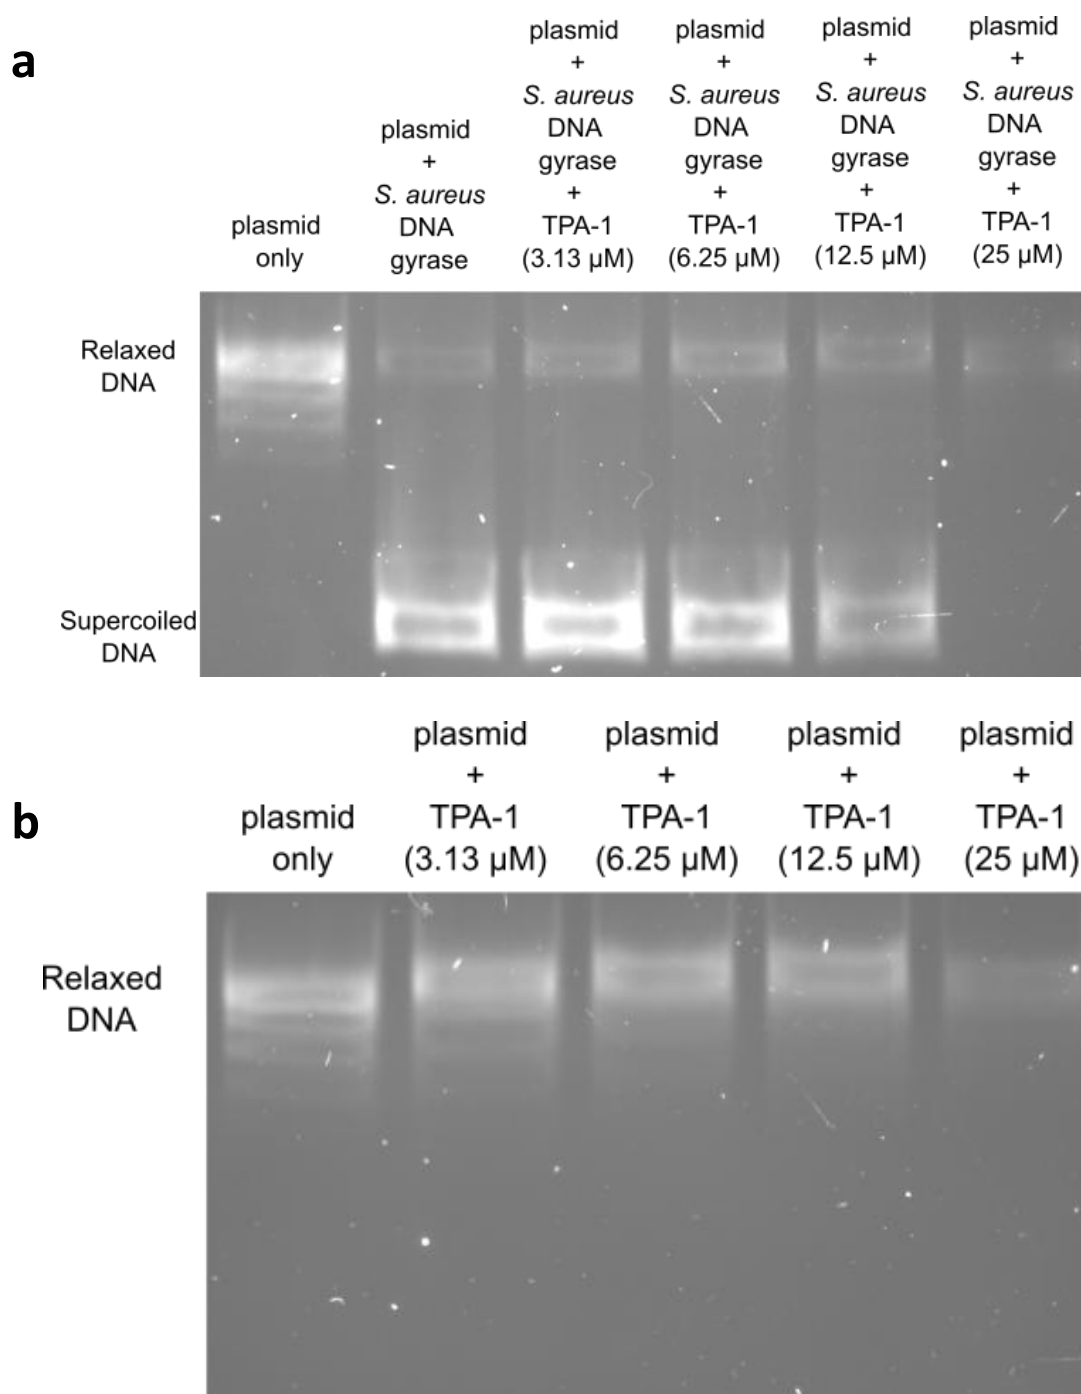 a
plasmid
only
plasmid
+
S. aureus
DNA
gyrase
plasmid
+
S. aureus
DNA
gyrase
+
TPA-1
(3.13 µM)
plasmid
+
S. aureus
DNA
gyrase
+
TPA-1
(6.25 µM)
plasmid
+
S. aureus
DNA
gyrase
+
TPA-1
(12.5 µM)
plasmid
+
S. aureus
DNA
gyrase
+
TPA-1
(25 µM)
Relaxed
DNA
Supercoiled
DNA
b
plasmid
only
plasmid
+
TPA-1
(3.13 µM)
plasmid
+
TPA-1
(6.25 µM)
plasmid
+
TPA-1
(12.5 µM)
plasmid
+
TPA-1
(25 µM)
Relaxed
DNA